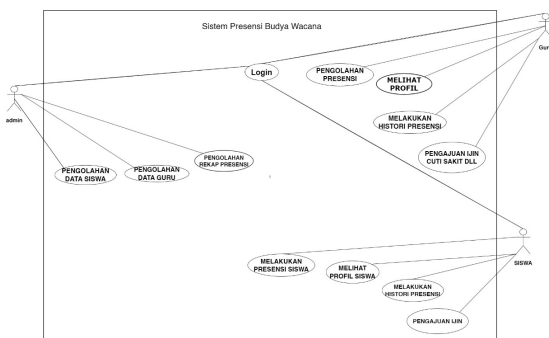 Sistem Presensi Budya Wacana
Login
PENGOLAHAN
PRESENSI
MELIHAT
PROFIL
MELAKUKAN
HISTORI PRESENSI
PENGAJUAN IJIN
CUTI SAKIT DLL
admin
PENGOLAHAN
DATA SISWA
PENGOLAHAN
DATA GURU
PENGOLAHAN
REKAP PRESENSI
MELAKUKAN
PRESENSI SISWA
MELIHAT
PROFIL SISWA
MELAKUKAN
HISTORI PRESENSI
PENGAJUAN IJIN
SISWA